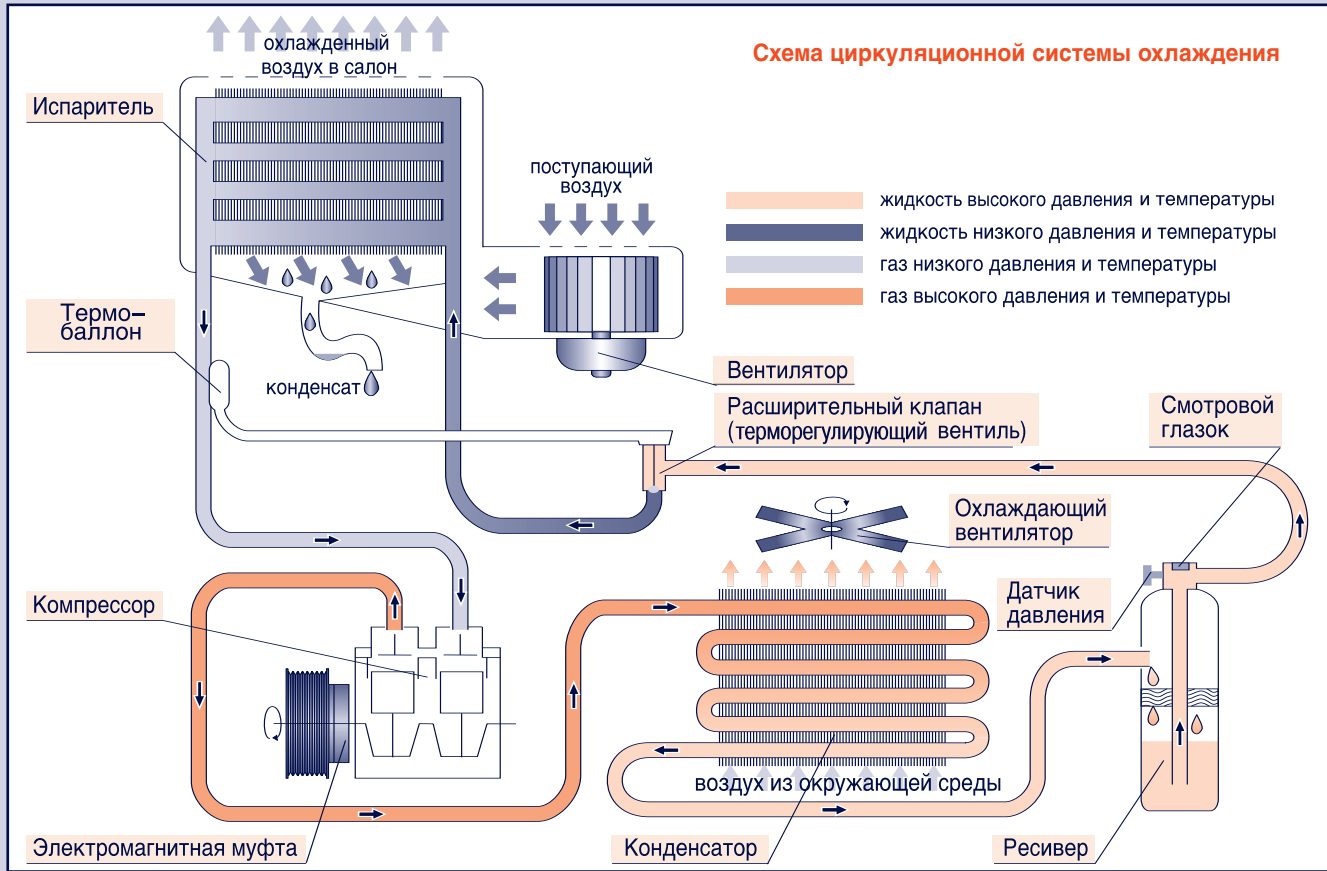 охлажденный
воздух в салон
Схема циркуляционной системы охлаждения
Испаритель
поступающий
воздух
жидкость высокого давления и температуры
жидкость низкого давления и температуры
газ низкого давления и температуры
газ высокого давления и температуры
Термо–
баллон
конденсат
Вентилятор
Расширительный клапан
(терморегулирующий вентиль)
Смотровой
глазок
Охлаждающий
вентилятор
Датчик
давления
Компрессор
воздух из окружающей среды
Электромагнитная муфта
Конденсатор
Ресивер